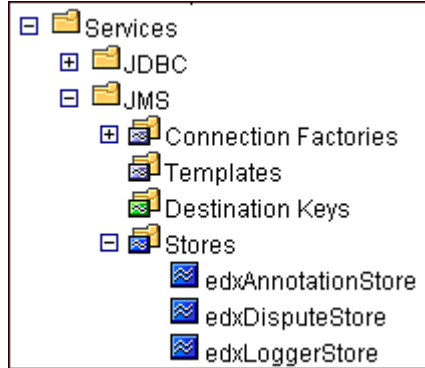 Services
JDBC
JMS
Connection Factories
Templates
Destination Keys
Stores
edxAnnotationStore
edxDisputeStore
edxLoggerStore